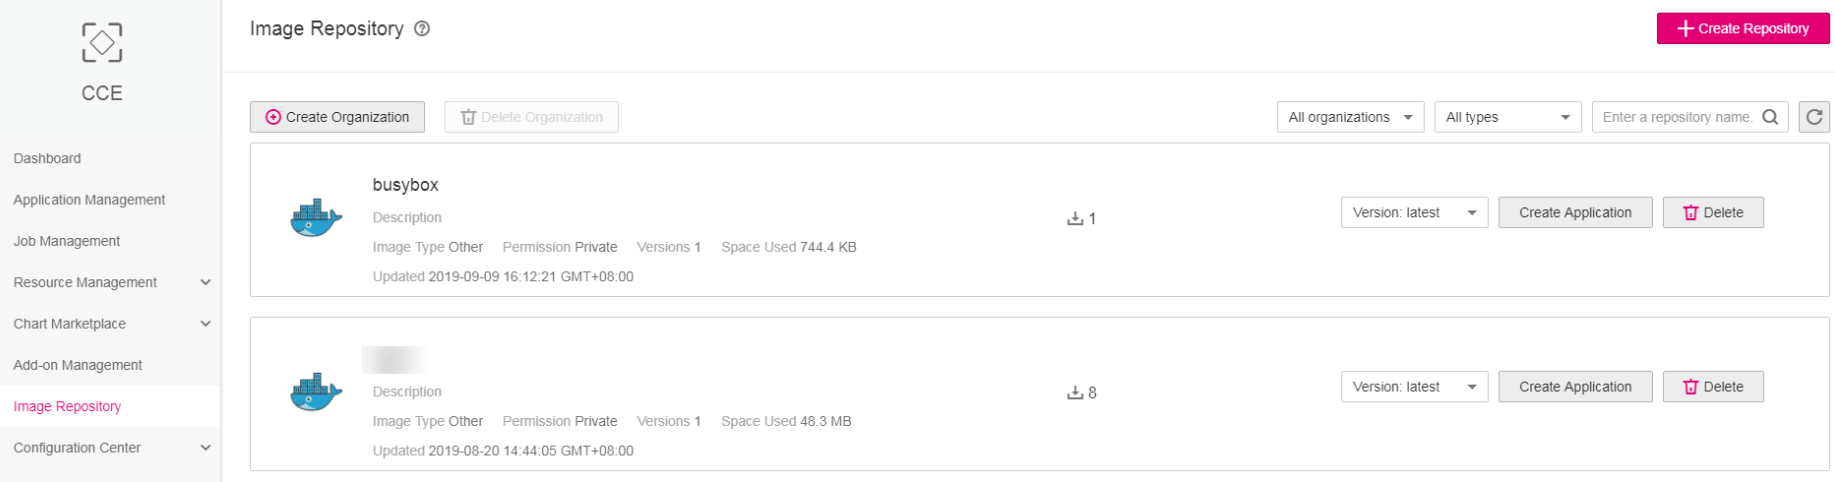 CCE
Dashboard
Application Management
Job Management
Resource Management
Chart Marketplace
Add-on Management
Image Repository
Configuration Center
Image Repository ?
Create Repository
Create Organization Delete Organization All organizations All types Enter a repository name.
busybox
Description
1 Version: latest Create Application Delete
Image Type Other Permission Private Versions 1 Space Used 744.4 KB
Updated 2019-09-09 16:12:21 GMT+08:00
Description
8 Version: latest Create Application Delete
Image Type Other Permission Private Versions 1 Space Used 48.3 MB
Updated 2019-08-20 14:44:05 GMT+08:00